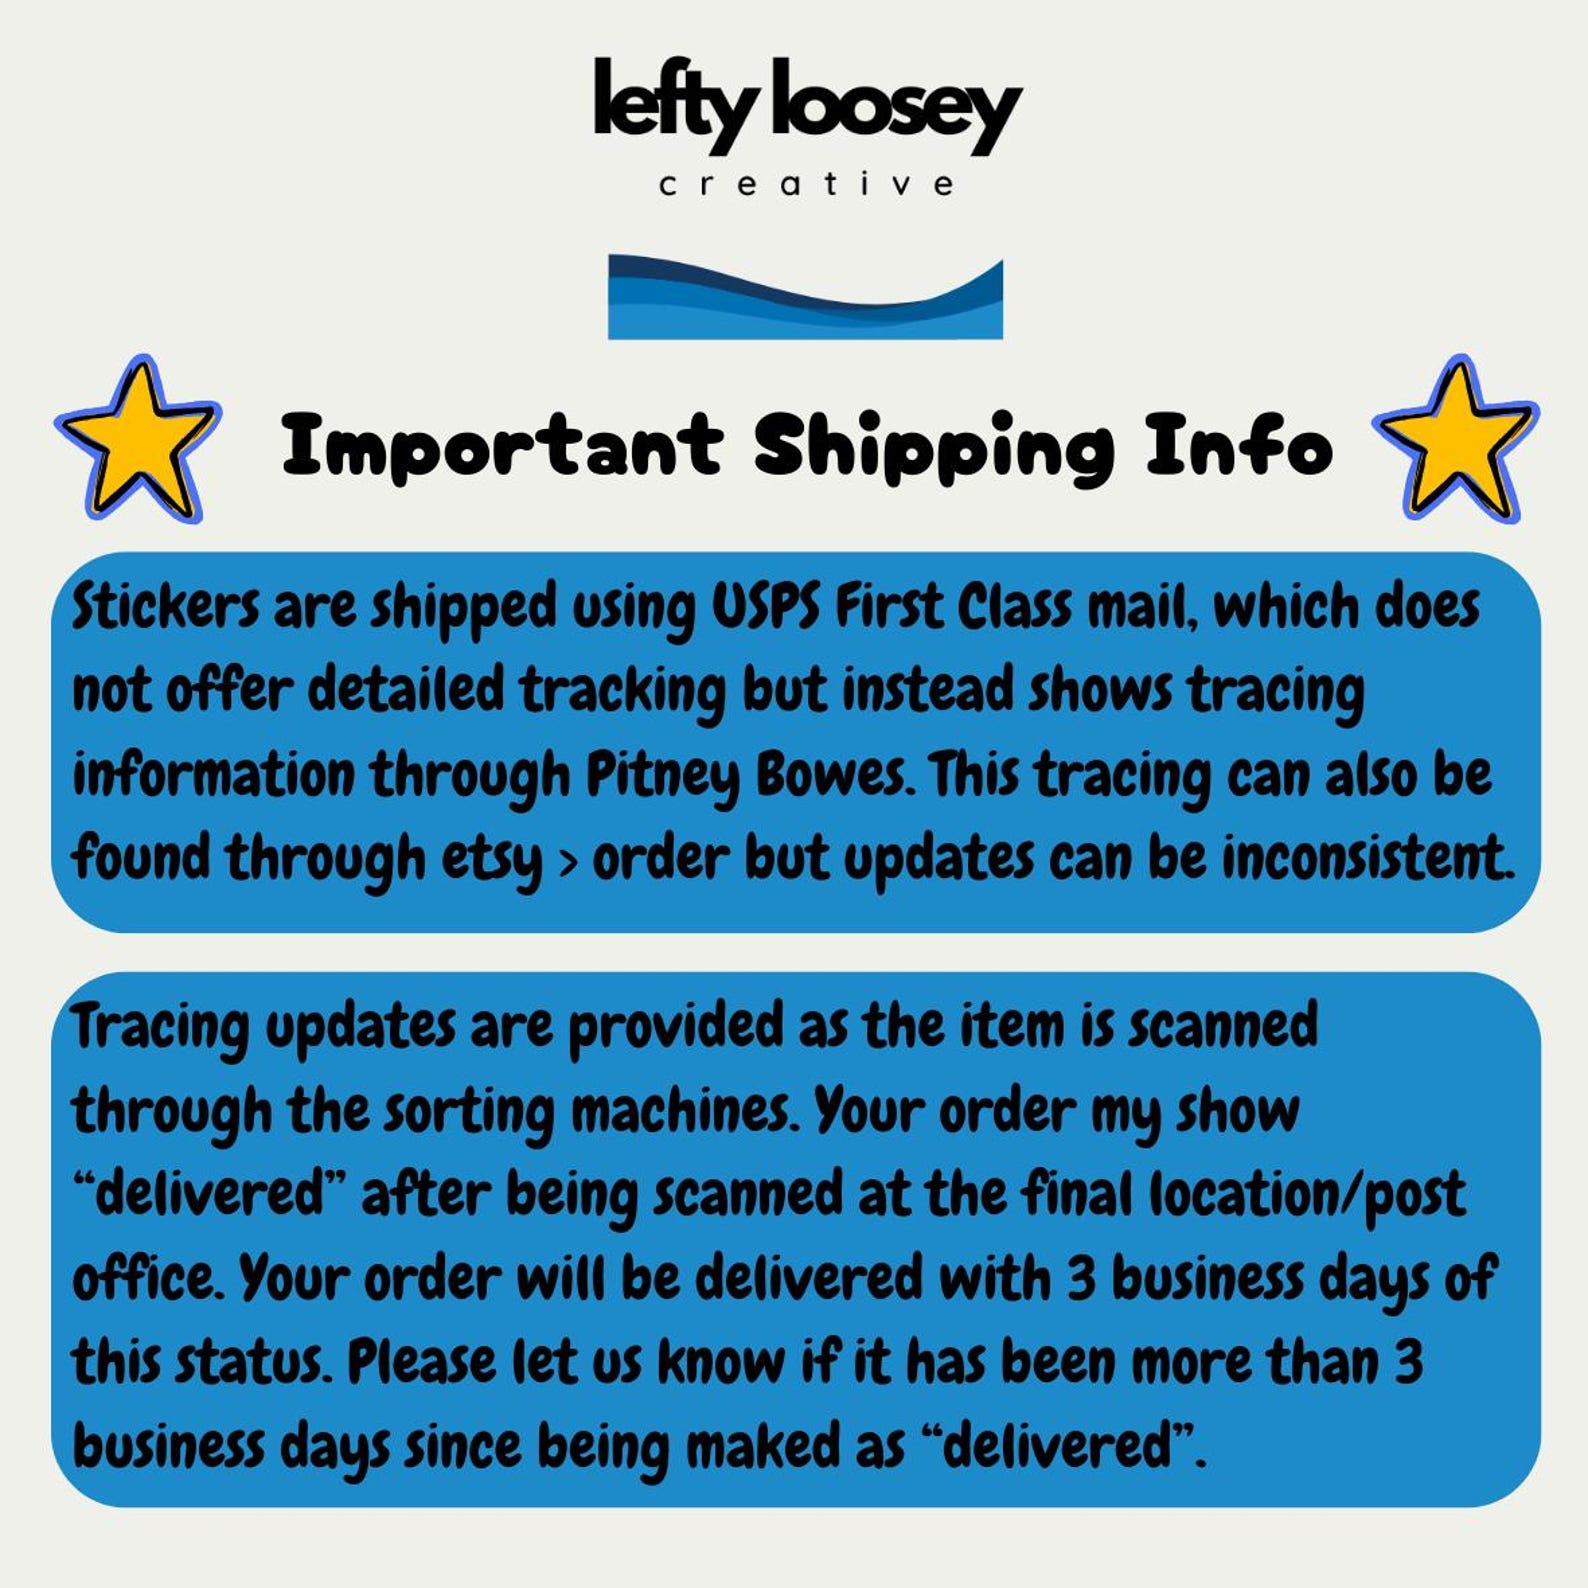 lefty loosey
creative
Important Shipping Info
Stickers are shipped using USPS First Class mail, which does
not offer detailed tracking but instead shows tracing
information through Pitney Bowes. This tracing can also be
found through etsy > order but updates can be inconsistent.
Tracing updates are provided as the item is scanned
through the sorting machines. Your order my show
“delivered” after being scanned at the final location/post
office. Your order will be delivered with 3 business days of
this status. Please let us know if it has been more than 3
business days since being maked as “delivered”.